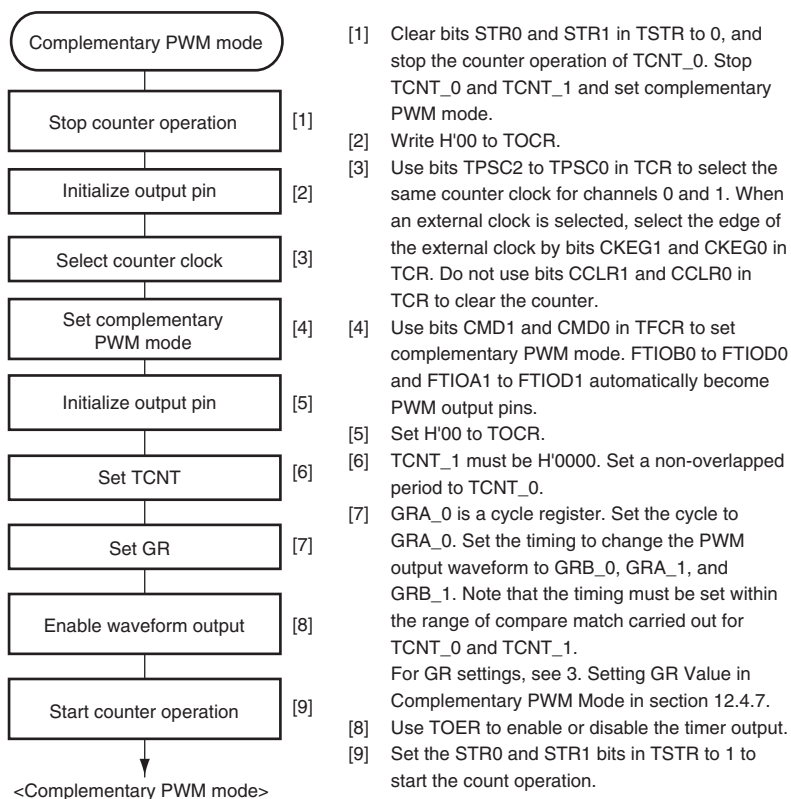 Complementary PWM mode
Stop counter operation
[1]
Initialize output pin
[2]
Select counter clock
[3]
Set complementary
PWM mode
[4]
Initialize output pin
[5]
Set TCNT
[6]
Set GR
[7]
Enable waveform output
[8]
Start counter operation
[9]
<Complementary PWM mode>
[1] Clear bits STR0 and STR1 in TSTR to 0, and
stop the counter operation of TCNT_0. Stop
TCNT_0 and TCNT_1 and set complementary
PWM mode.
[2] Write H'00 to TOCR.
[3] Use bits TPSC2 to TPSC0 in TCR to select the
same counter clock for channels 0 and 1. When
an external clock is selected, select the edge of
the external clock by bits CKEG1 and CKEG0 in
TCR. Do not use bits CCLR1 and CCLR0 in
TCR to clear the counter.
[4] Use bits CMD1 and CMD0 in TFCR to set
complementary PWM mode. FTIOB0 to FTIOD0
and FTIOA1 to FTIOD1 automatically become
PWM output pins.
[5] Set H'00 to TOCR.
[6] TCNT_1 must be H'0000. Set a non-overlapped
period to TCNT_0.
[7] GRA_0 is a cycle register. Set the cycle to
GRA_0. Set the timing to change the PWM
output waveform to GRB_0, GRA_1, and
GRB_1. Note that the timing must be set within
the range of compare match carried out for
TCNT_0 and TCNT_1.
For GR settings, see 3. Setting GR Value in
Complementary PWM Mode in section 12.4.7.
[8] Use TOER to enable or disable the timer output.
[9] Set the STR0 and STR1 bits in TSTR to 1 to
start the count operation.